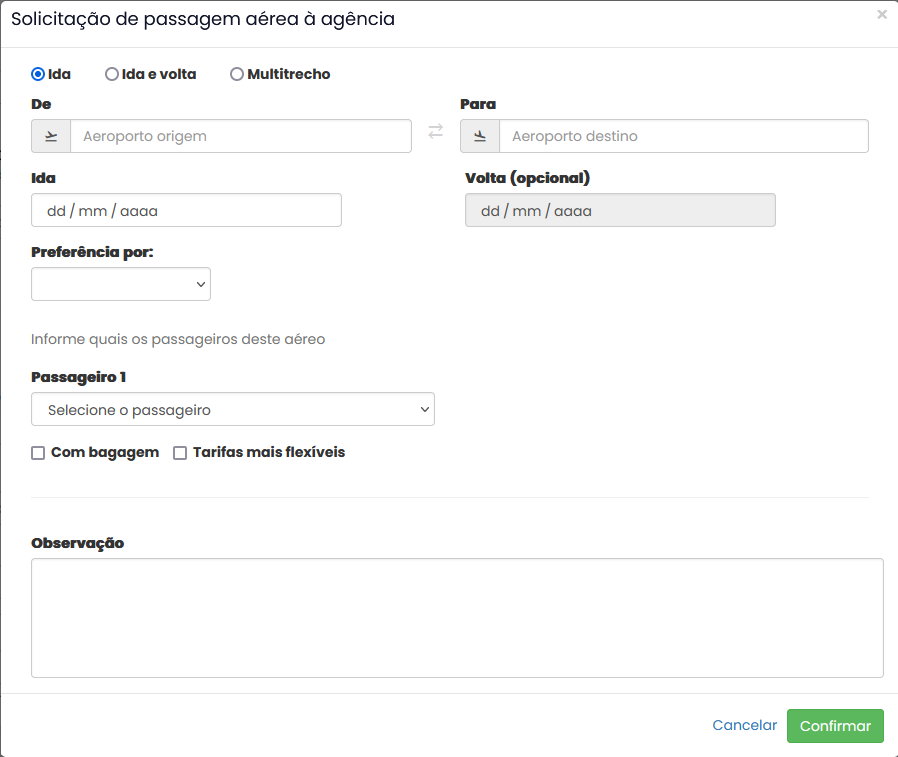 Solicitação de passagem aérea à agência ×
Ida Ida e volta Multitrecho
De Para
Aeroporto origem Aeroporto destino
Ida Volta (opcional)
dd / mm / aaaa dd / mm / aaaa
Preferência por:
Informe quais os passageiros deste aéreo
Passageiro 1
Selecione o passageiro
Com bagagem Tarifas mais flexíveis
Observação
Cancelar Confirmar